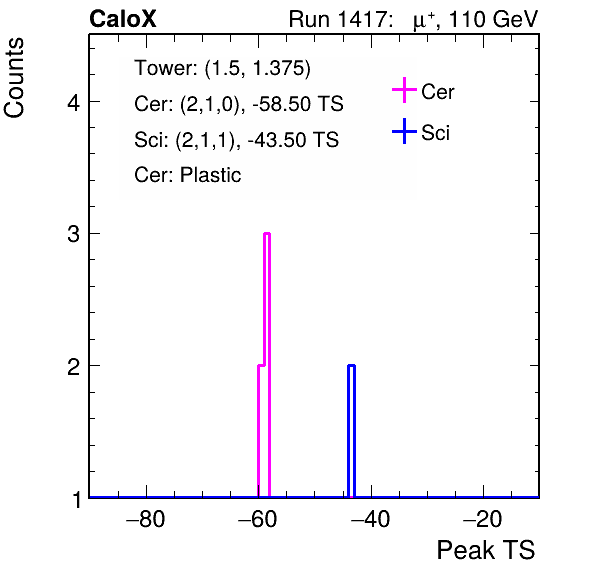 CaloX Run 1417: μ⁺, 110 GeV
Counts
Tower: (1.5, 1.375)
Cer: (2,1,0), -58.50 TS
Sci: (2,1,1), -43.50 TS
Cer: Plastic
Cer
Sci
4
3
2
1
−80 −60 −40 −20
Peak TS